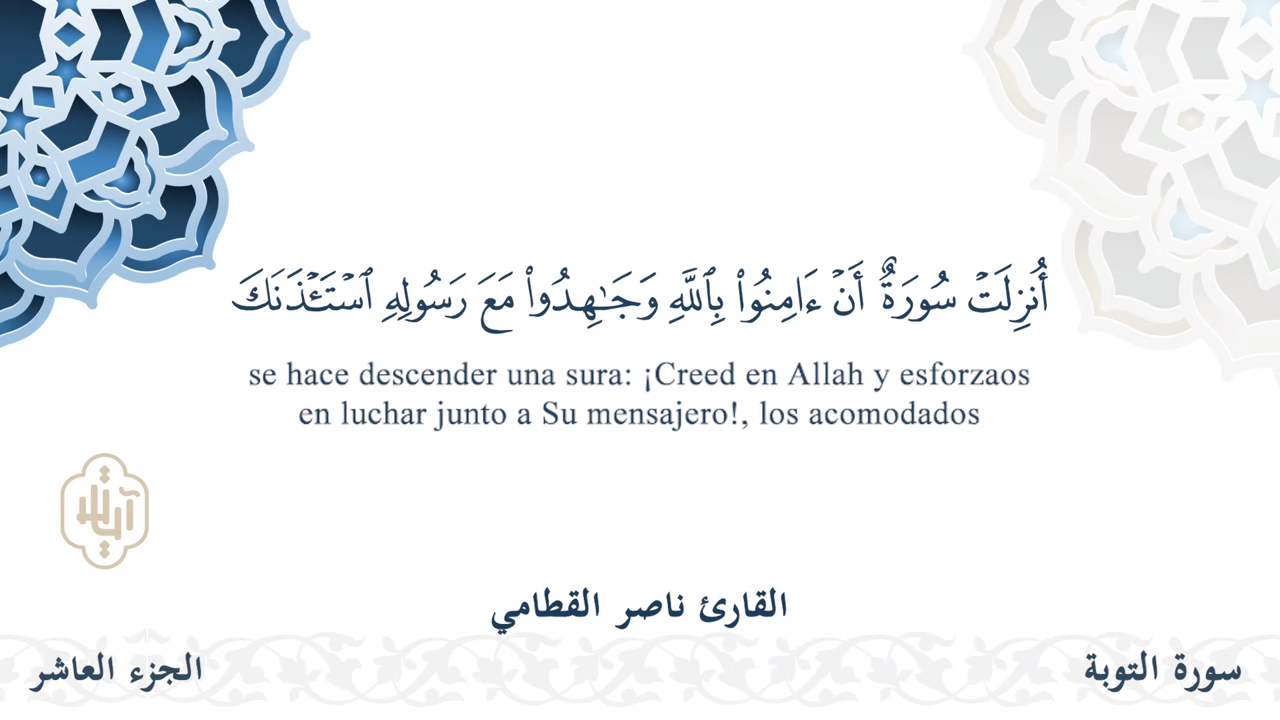 أُنزِلَتْ سُورَةٌ أَنْ ءَامِنُوا۟ بِٱللَّهِ وَجَـٰهِدُوا۟ مَعَ رَسُولِهِ ٱسْتَـْٔذَنَكَ
se hace descender una sura: ¡Creed en Allah y esforzaos
en luchar junto a Su mensajero!, los acomodados
القارئ ناصر القطامي
سورة التوبة
الجزء العاشر